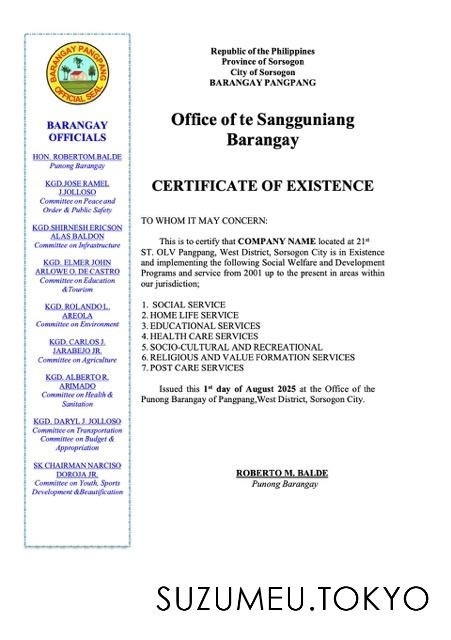 BARANGAY PANGPANG
OFFICIAL SEAL
BARANGAY
OFFICIALS
HON. ROBERTOM.BALDE
Punong Barangay
KGD.JOSE RAMEL
J.JOLLOSO
Committee on Peace and
Order & Public Safety
KGD.SHIRNESH ERICSON
ALAS BALDON
Committee on Infrastructure
KGD. ELMER JOHN
ARLOWE O. DE CASTRO
Committee on Education
&Tourism
KGD. ROLANDO L.
AREOLA
Committee on Environment
KGD. CARLOS J.
JARABEJO JR.
Committee on Agriculture
KGD. ALBERTO R.
ARIMADO
Committee on Health &
Sanitation
KGD. DARYL J. JOLLOSO
Committee on Transportation
Committee on Budget &
Appropriation
SK CHAIRMAN NARCISO
DOROJA JR.
Committee on Youth, Sports
Development &Beautification
Republic of the Philippines
Province of Sorsogon
City of Sorsogon
BARANGAY PANGPANG
Office of te Sangguniang
Barangay
CERTIFICATE OF EXISTENCE
TO WHOM IT MAY CONCERN:
This is to certify that COMPANY NAME located at 21st
ST. OLV Pangpang, West District, Sorsogon City is in Existence
and implementing the following Social Welfare and Development
Programs and service from 2001 up to the present in areas within
our jurisdiction;
1. SOCIAL SERVICE
2. HOME LIFE SERVICE
3. EDUCATIONAL SERVICES
4. HEALTH CARE SERVICES
5. SOCIO-CULTURAL AND RECREATIONAL
6. RELIGIOUS AND VALUE FORMATION SERVICES
7. POST CARE SERVICES
Issued this 1st day of August 2025 at the Office of the
Punong Barangay of Pangpang,West District, Sorsogon City.
ROBERTO M. BALDE
Punong Barangay
SUZUMEU.TOKYO